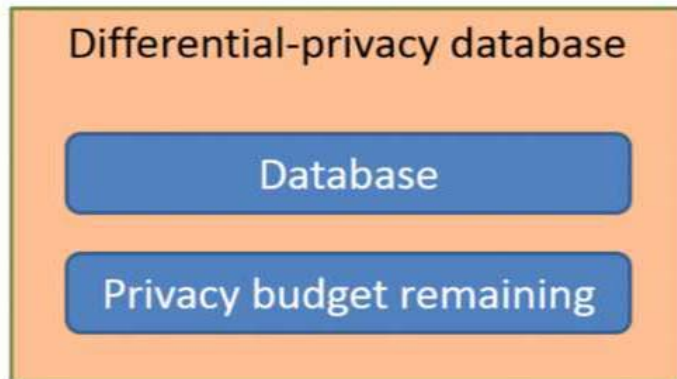 Differential-privacy database
Database
Privacy budget remaining